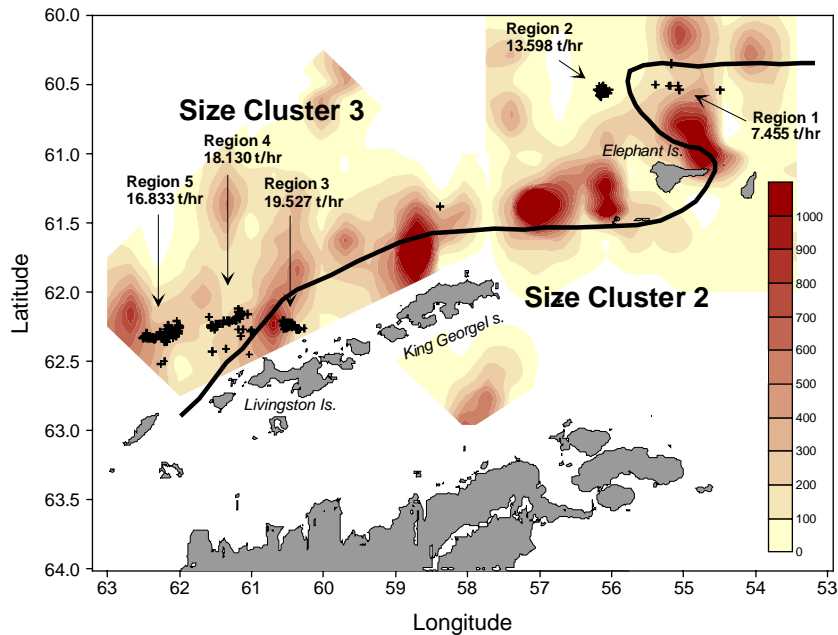 60.0
60.5
61.0
61.5
62.0
62.5
63.0
63.5
64.0
Latitude
63
62
61
60
59
58
57
56
55
54
53
Longitude
Region 2
13.598 t/hr
Region 1
7.455 t/hr
Elephant Is.
Size Cluster 3
Region 4
18.130 t/hr
Region 5
16.833 t/hr
Region 3
19.527 t/hr
Size Cluster 2
King GeorgeI s.
Livingston Is.
1000
900
800
700
600
500
400
300
200
100
0